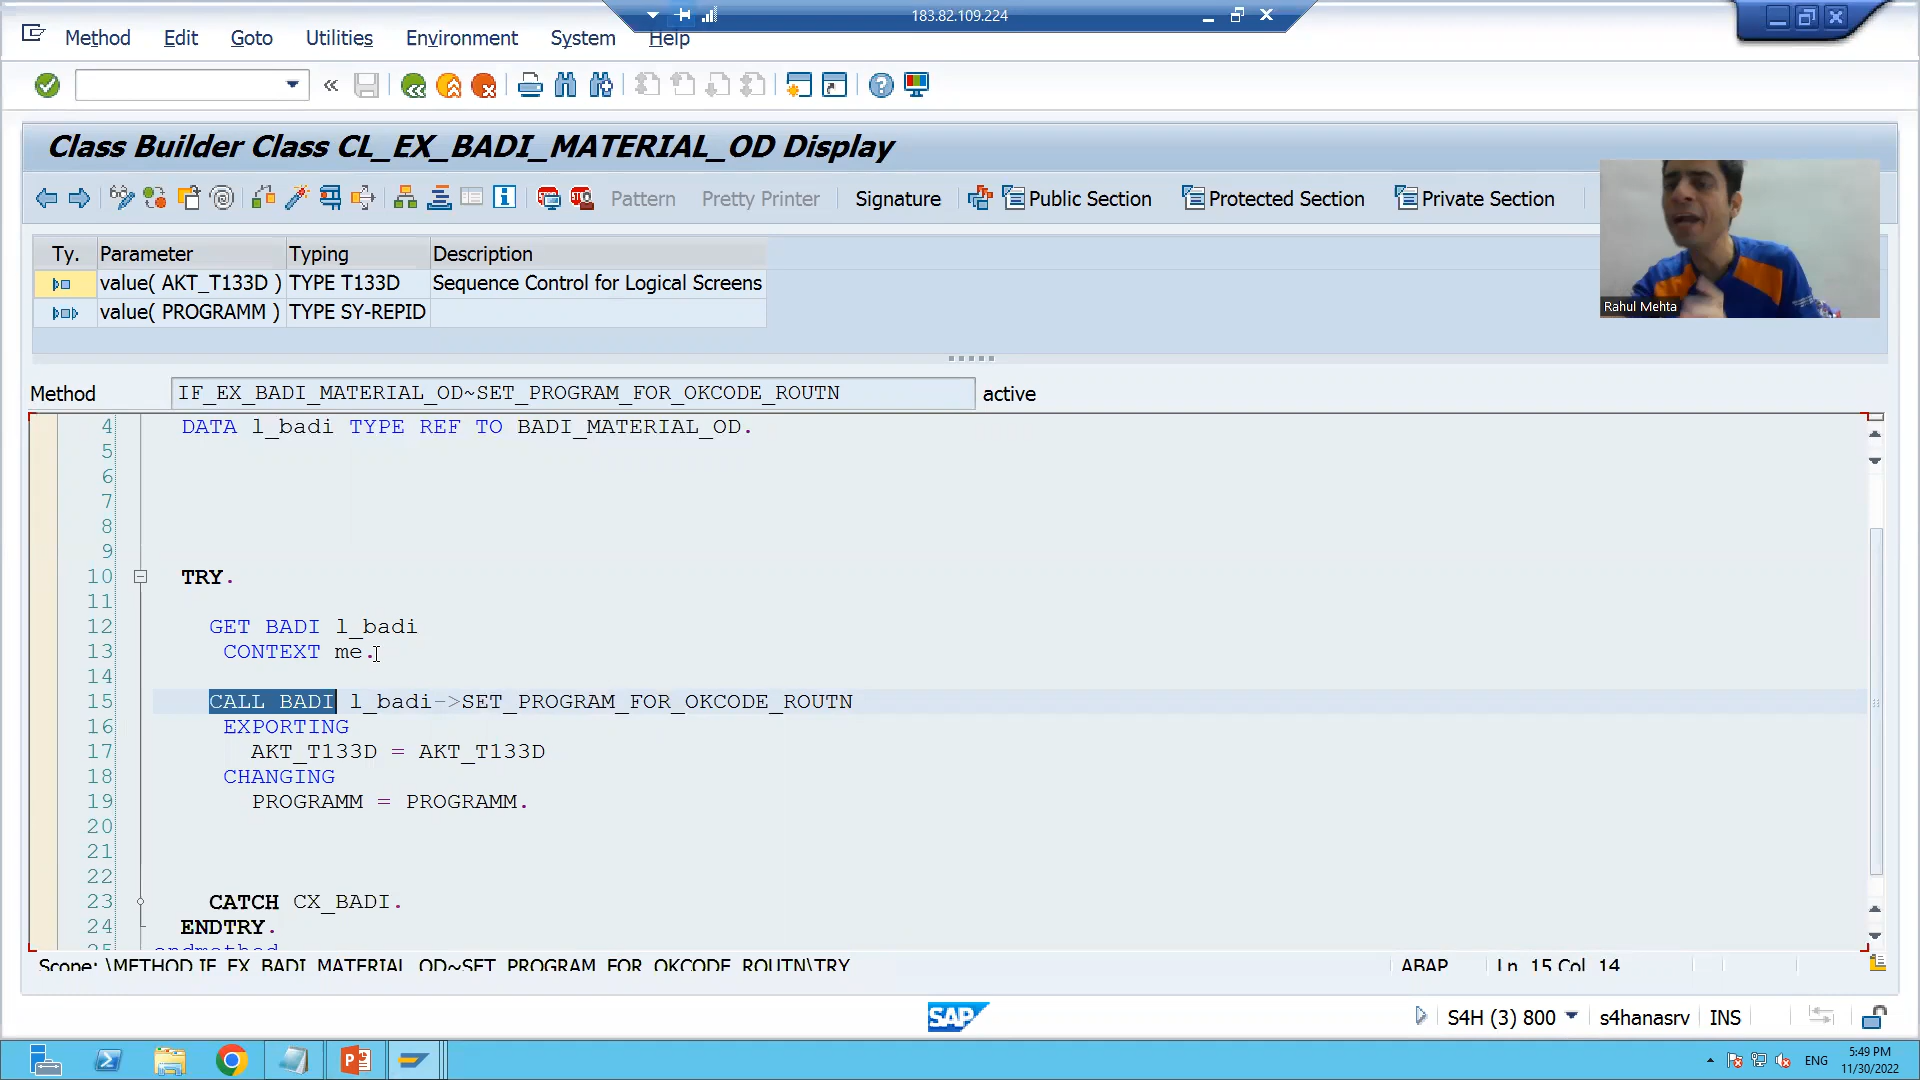 183.82.109.224
Method Edit Goto Utilities Environment System Help
Class Builder Class CL_EX_BADI_MATERIAL_OD Display
Pattern Pretty Printer Signature Public Section Protected Section Private Section
Ty. Parameter Typing Description
value( AKT_T133D ) TYPE T133D Sequence Control for Logical Screens
value( PROGRAMM ) TYPE SY-REPID
Rahul Mehta
Method IF_EX_BADI_MATERIAL_OD~SET_PROGRAM_FOR_OKCODE_ROUTN active
4 DATA l_badi TYPE REF TO BADI_MATERIAL_OD.
5
6
7
8
9
10 TRY.
11
12 GET BADI l_badi
13 CONTEXT me.
14
15 CALL BADI l_badi->SET_PROGRAM_FOR_OKCODE_ROUTN
16 EXPORTING
17 AKT_T133D = AKT_T133D
18 CHANGING
19 PROGRAMM = PROGRAMM.
20
21
22
23 CATCH CX_BADI.
24 ENDTRY.
25 endmethod
Scope: \METHOD IF_EX_BADI_MATERIAL_OD~SET_PROGRAM_FOR_OKCODE_ROUTN\TRY ABAP Ln 15 Col 14
SAP S4H (3) 800 s4hanasrv INS
ENG 5:49 PM
11/30/2022